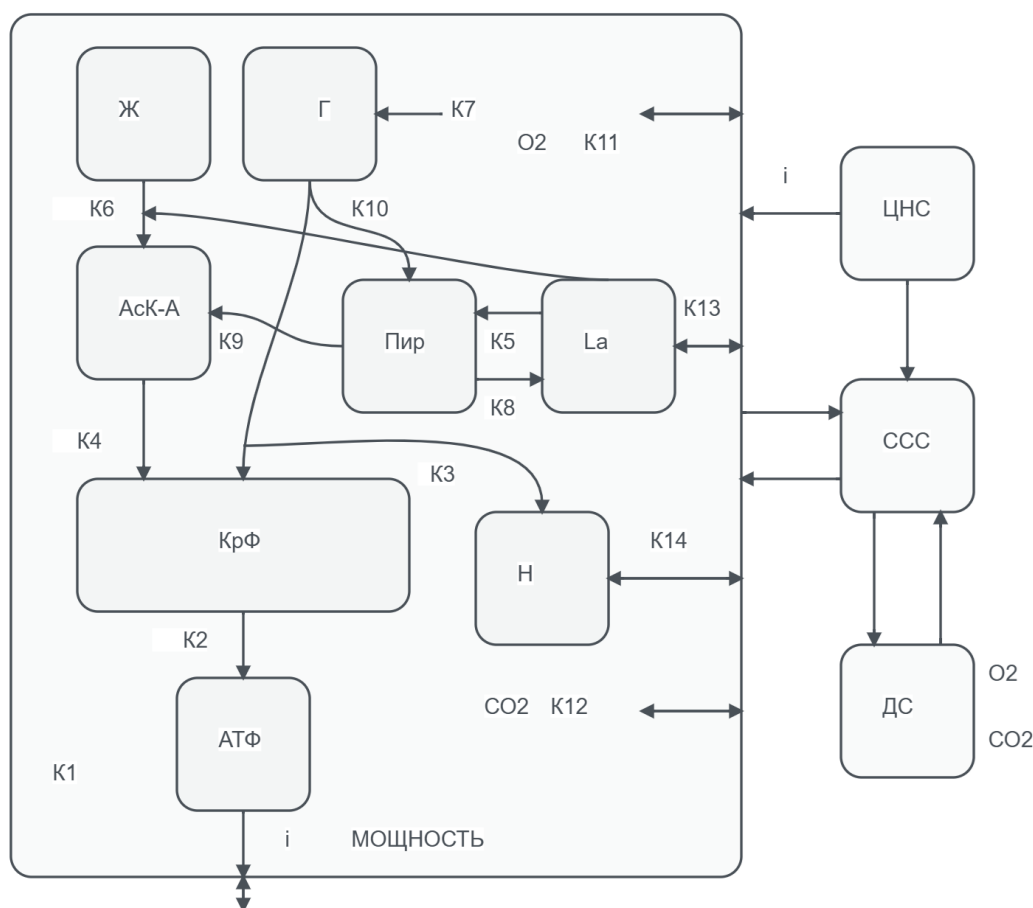 Ж
Г
К7
О2 К11
i
ЦНС
К6
К10
АсК-А
К9
Пир
К5
La
К13
К8
К4
К3
ССС
КрФ
Н
К14
К2
СО2 К12
О2
ДС
СО2
АТФ
К1
i МОЩНОСТЬ